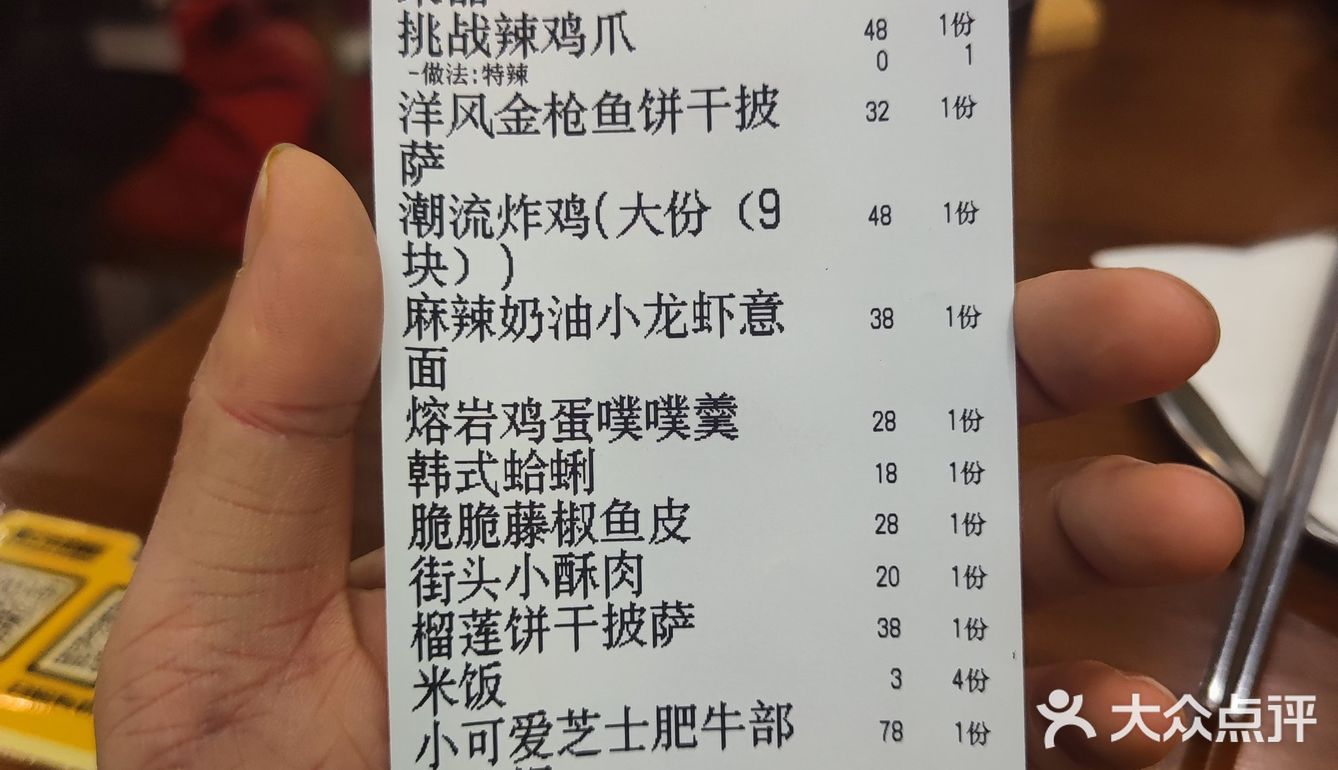 挑战辣鸡爪 48 1份
-做法:特辣 0 1
洋风金枪鱼饼干披 32 1份
萨
潮流炸鸡(大份（9 48 1份
块）)
麻辣奶油小龙虾意 38 1份
面
熔岩鸡蛋噗噗羹 28 1份
韩式蛤蜊 18 1份
脆脆藤椒鱼皮 28 1份
街头小酥肉 20 1份
榴莲饼干披萨 38 1份
米饭 3 4份
小可爱芝士肥牛部 78 1份
大众点评